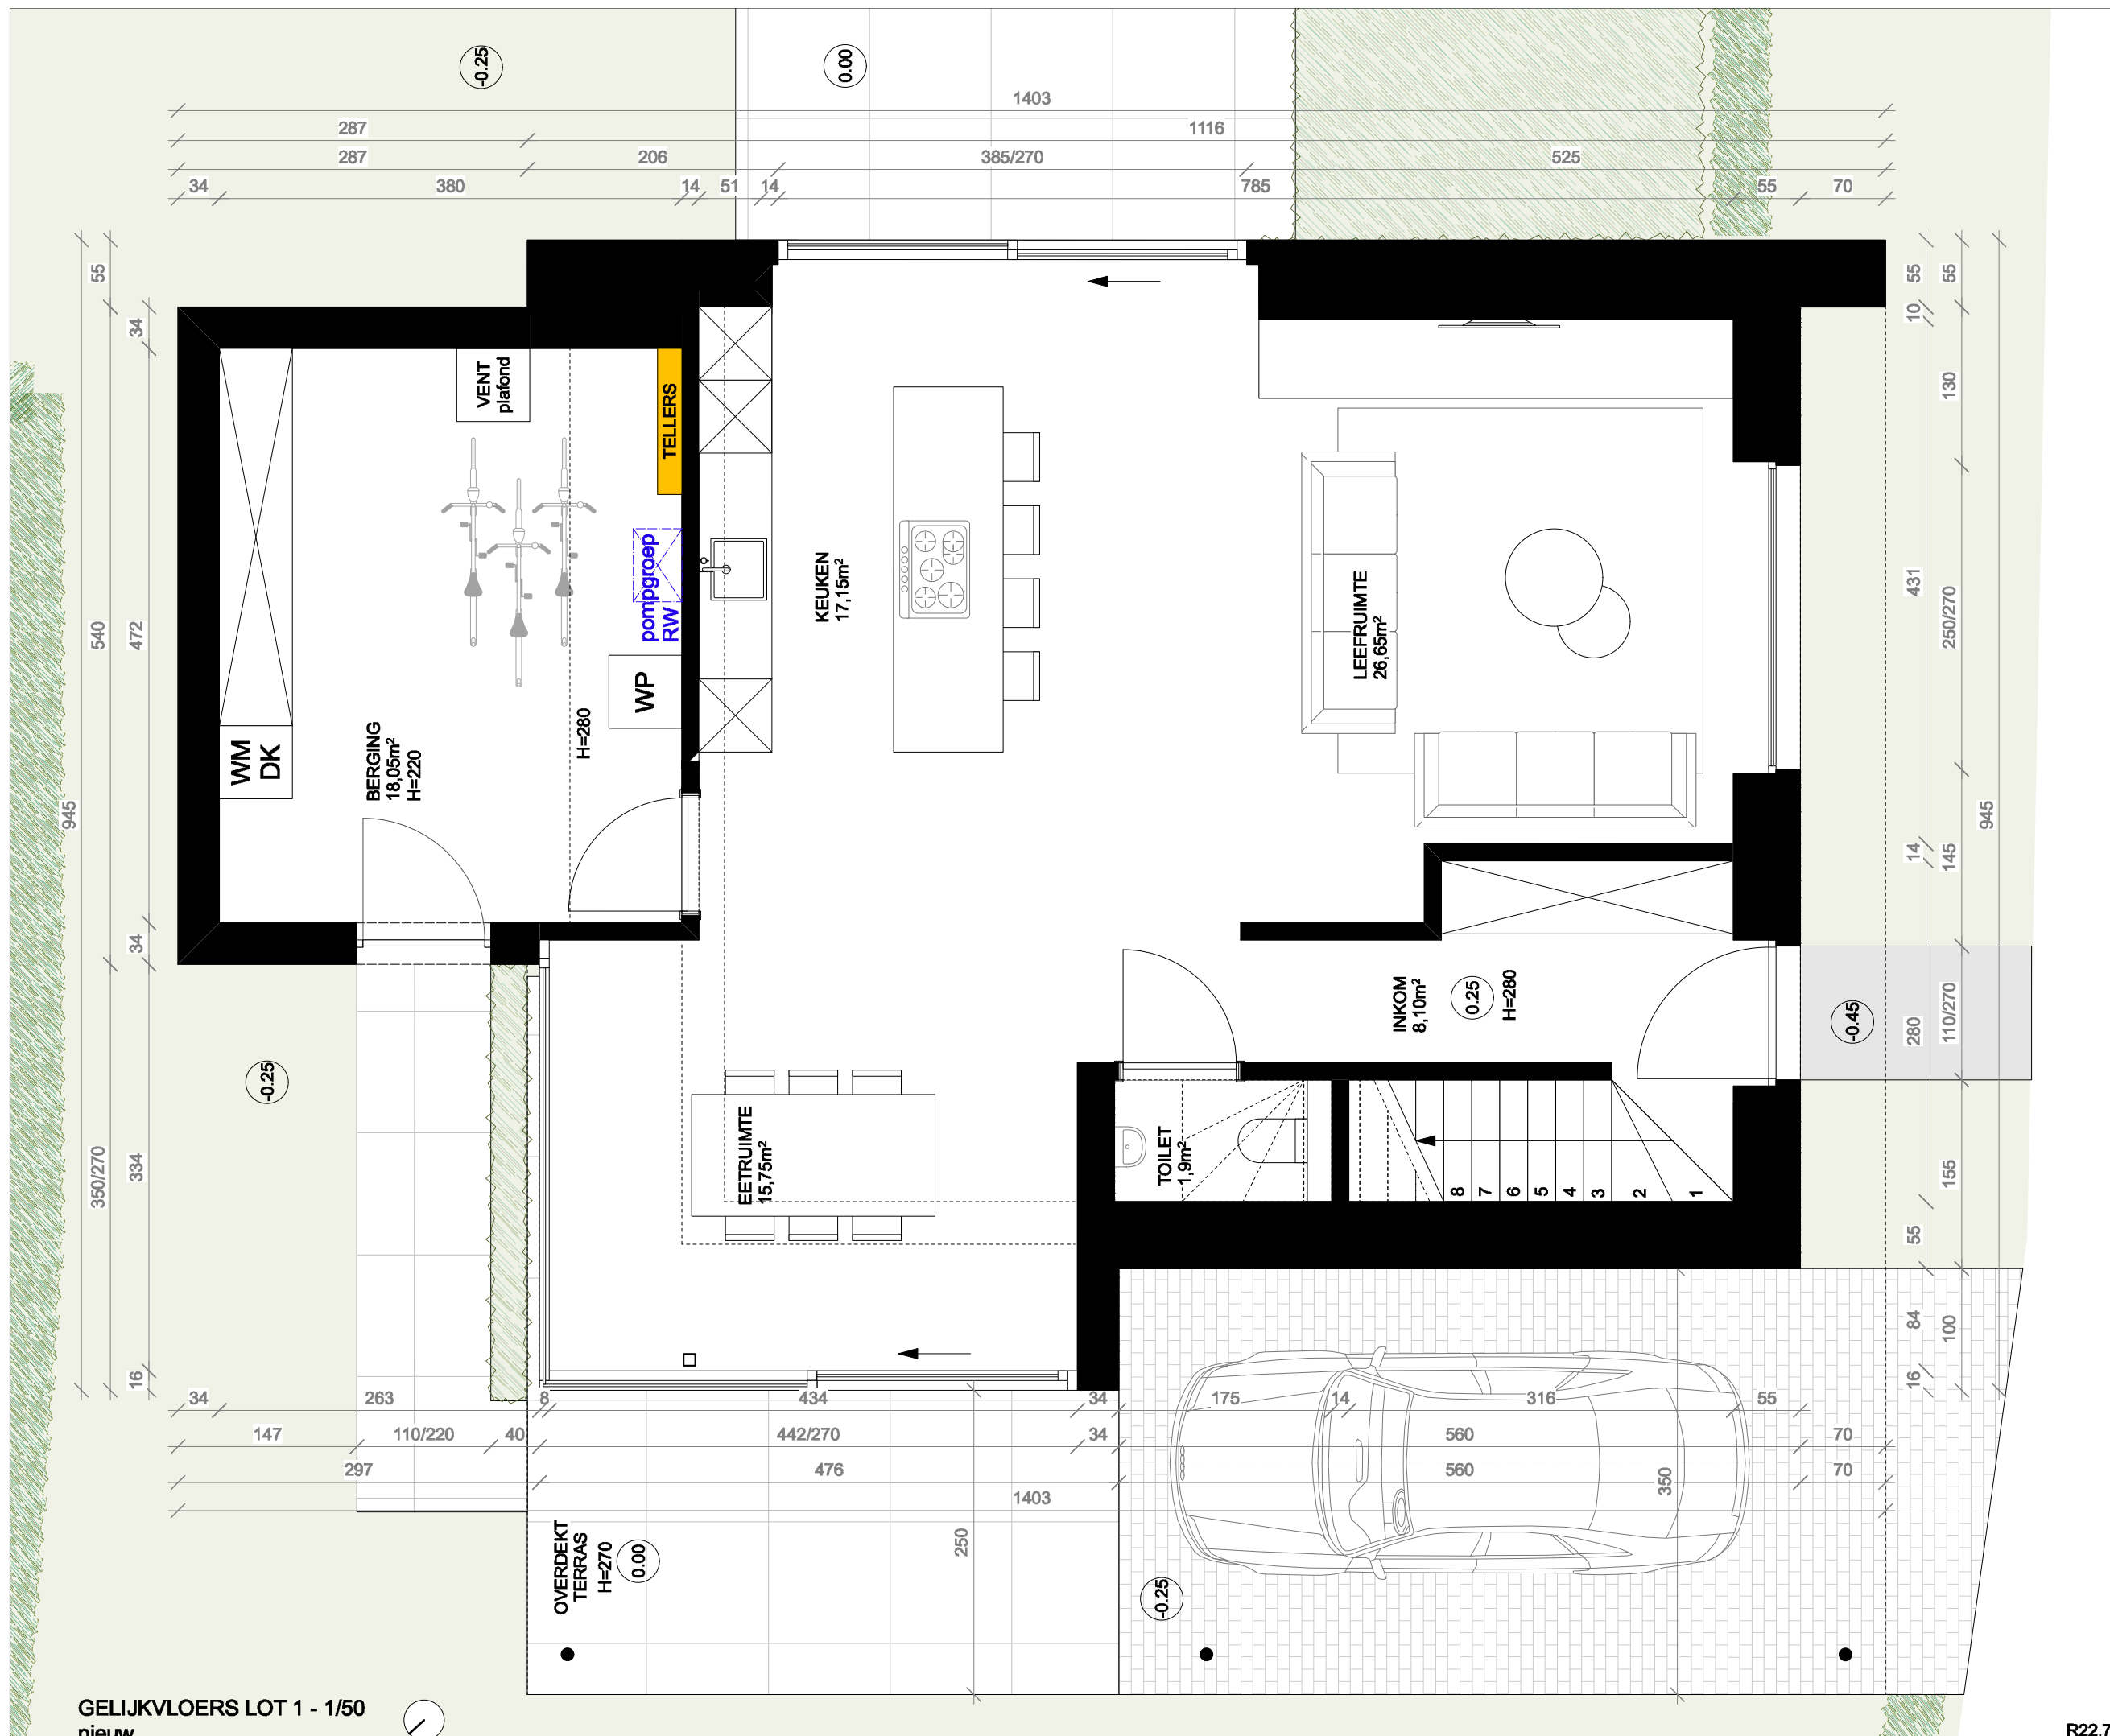 -0.25
0.00
1403
287
1116
287
206
385/270
525
34
380
14
51
14
785
55
70
55
34
540
472
945
34
350/270
334
16
55
55
10
130
431
250/270
945
14
145
280
110/270
155
55
84
100
16
VENT
plafond
TELLERS
pompgroep
RW
WP
H=280
WM
DK
BERGING
18,05m²
H=220
KEUKEN
17,15m²
LEEFRUIMTE
26,65m²
INKOM
8,10m²
0.25
H=280
-0.45
-0.25
EETRUIMTE
15,75m²
TOILET
1,9m²
8
7
6
5
4
3
2
1
34
263
8
434
34
175
14
316
55
147
110/220
40
442/270
34
560
70
297
476
560
70
1403
350
250
OVERDEKT
TERRAS
H=270
0.00
-0.25
GELIJKVLOERS LOT 1 - 1/50
nieuw
R22.7